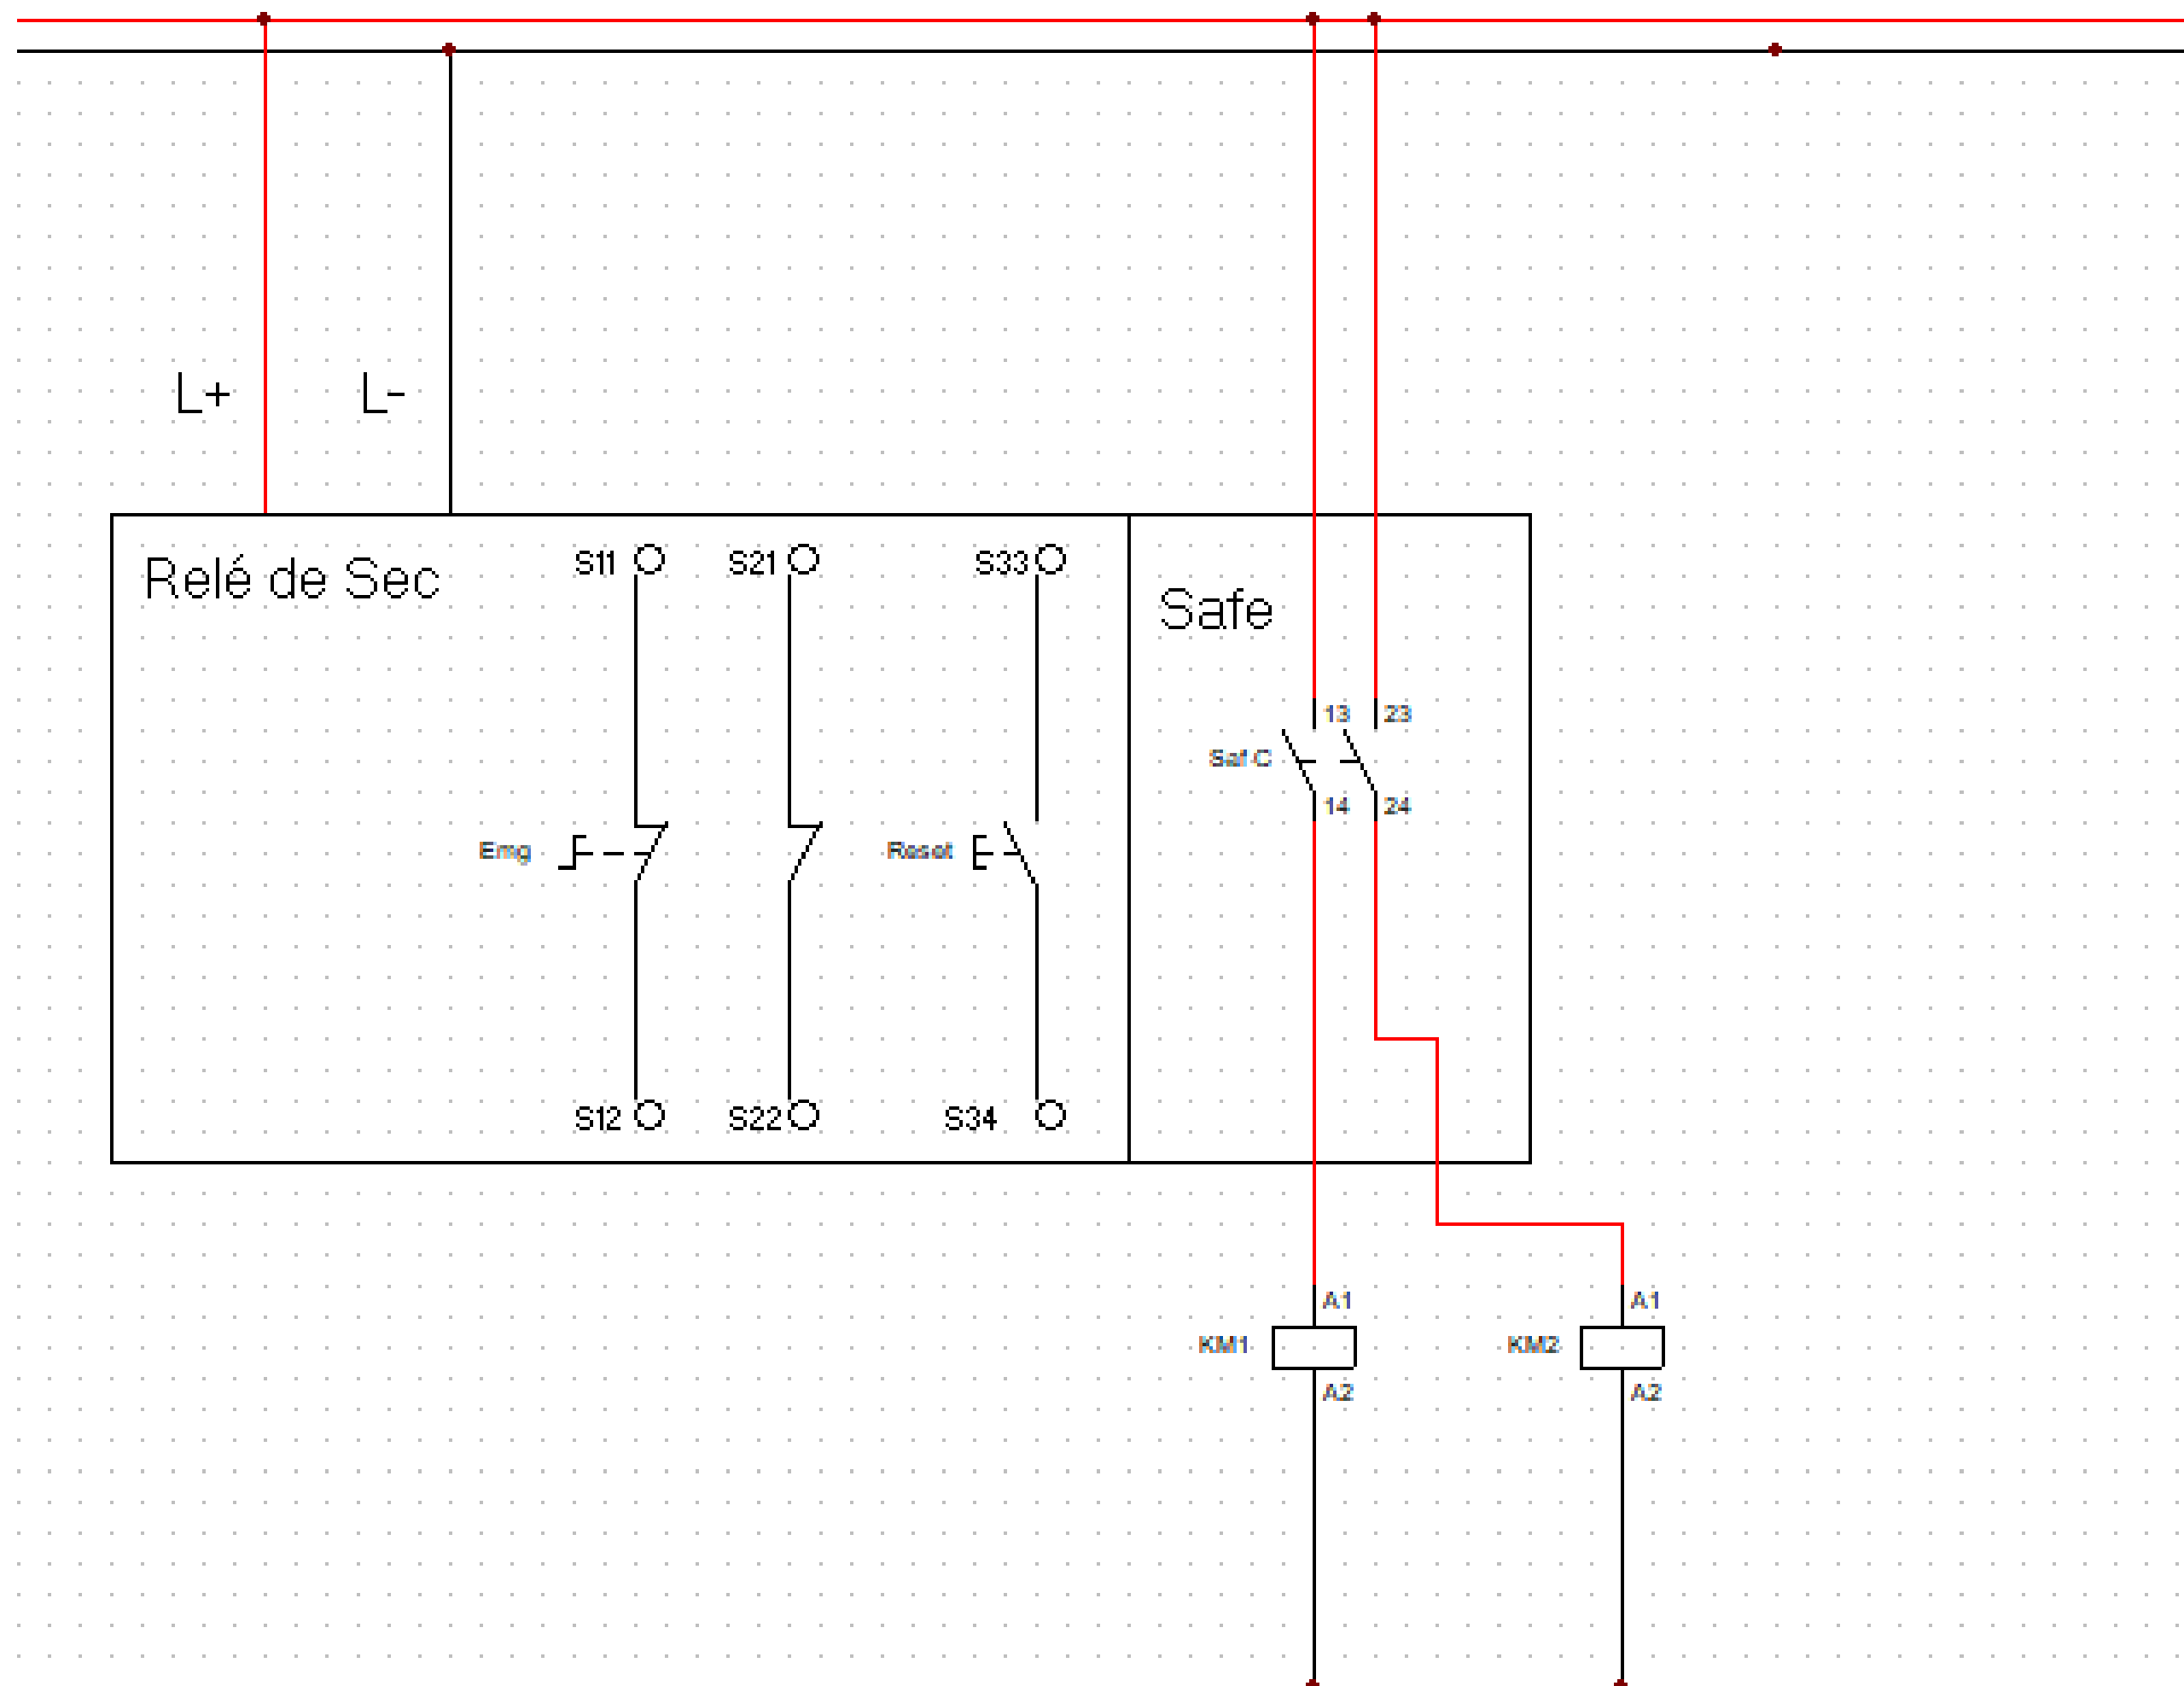 L+
L-
Relé de Sec
S11
S21
S33
Safe
13
23
Saf C
14
24
Emg
Reset
S12
S22
S34
A1
A1
KM1
KM2
A2
A2